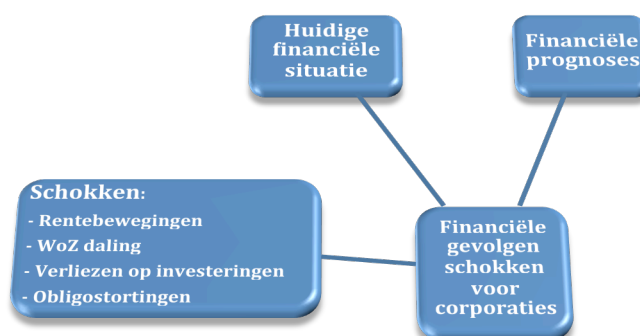 Huidige
financiële
situatie
Financiële
prognoses
Schokken:
- Rentebewegingen
- WoZ daling
- Verliezen op investeringen
- Obligostortingen
Financiële
gevolgen
schokken
voor
corporaties